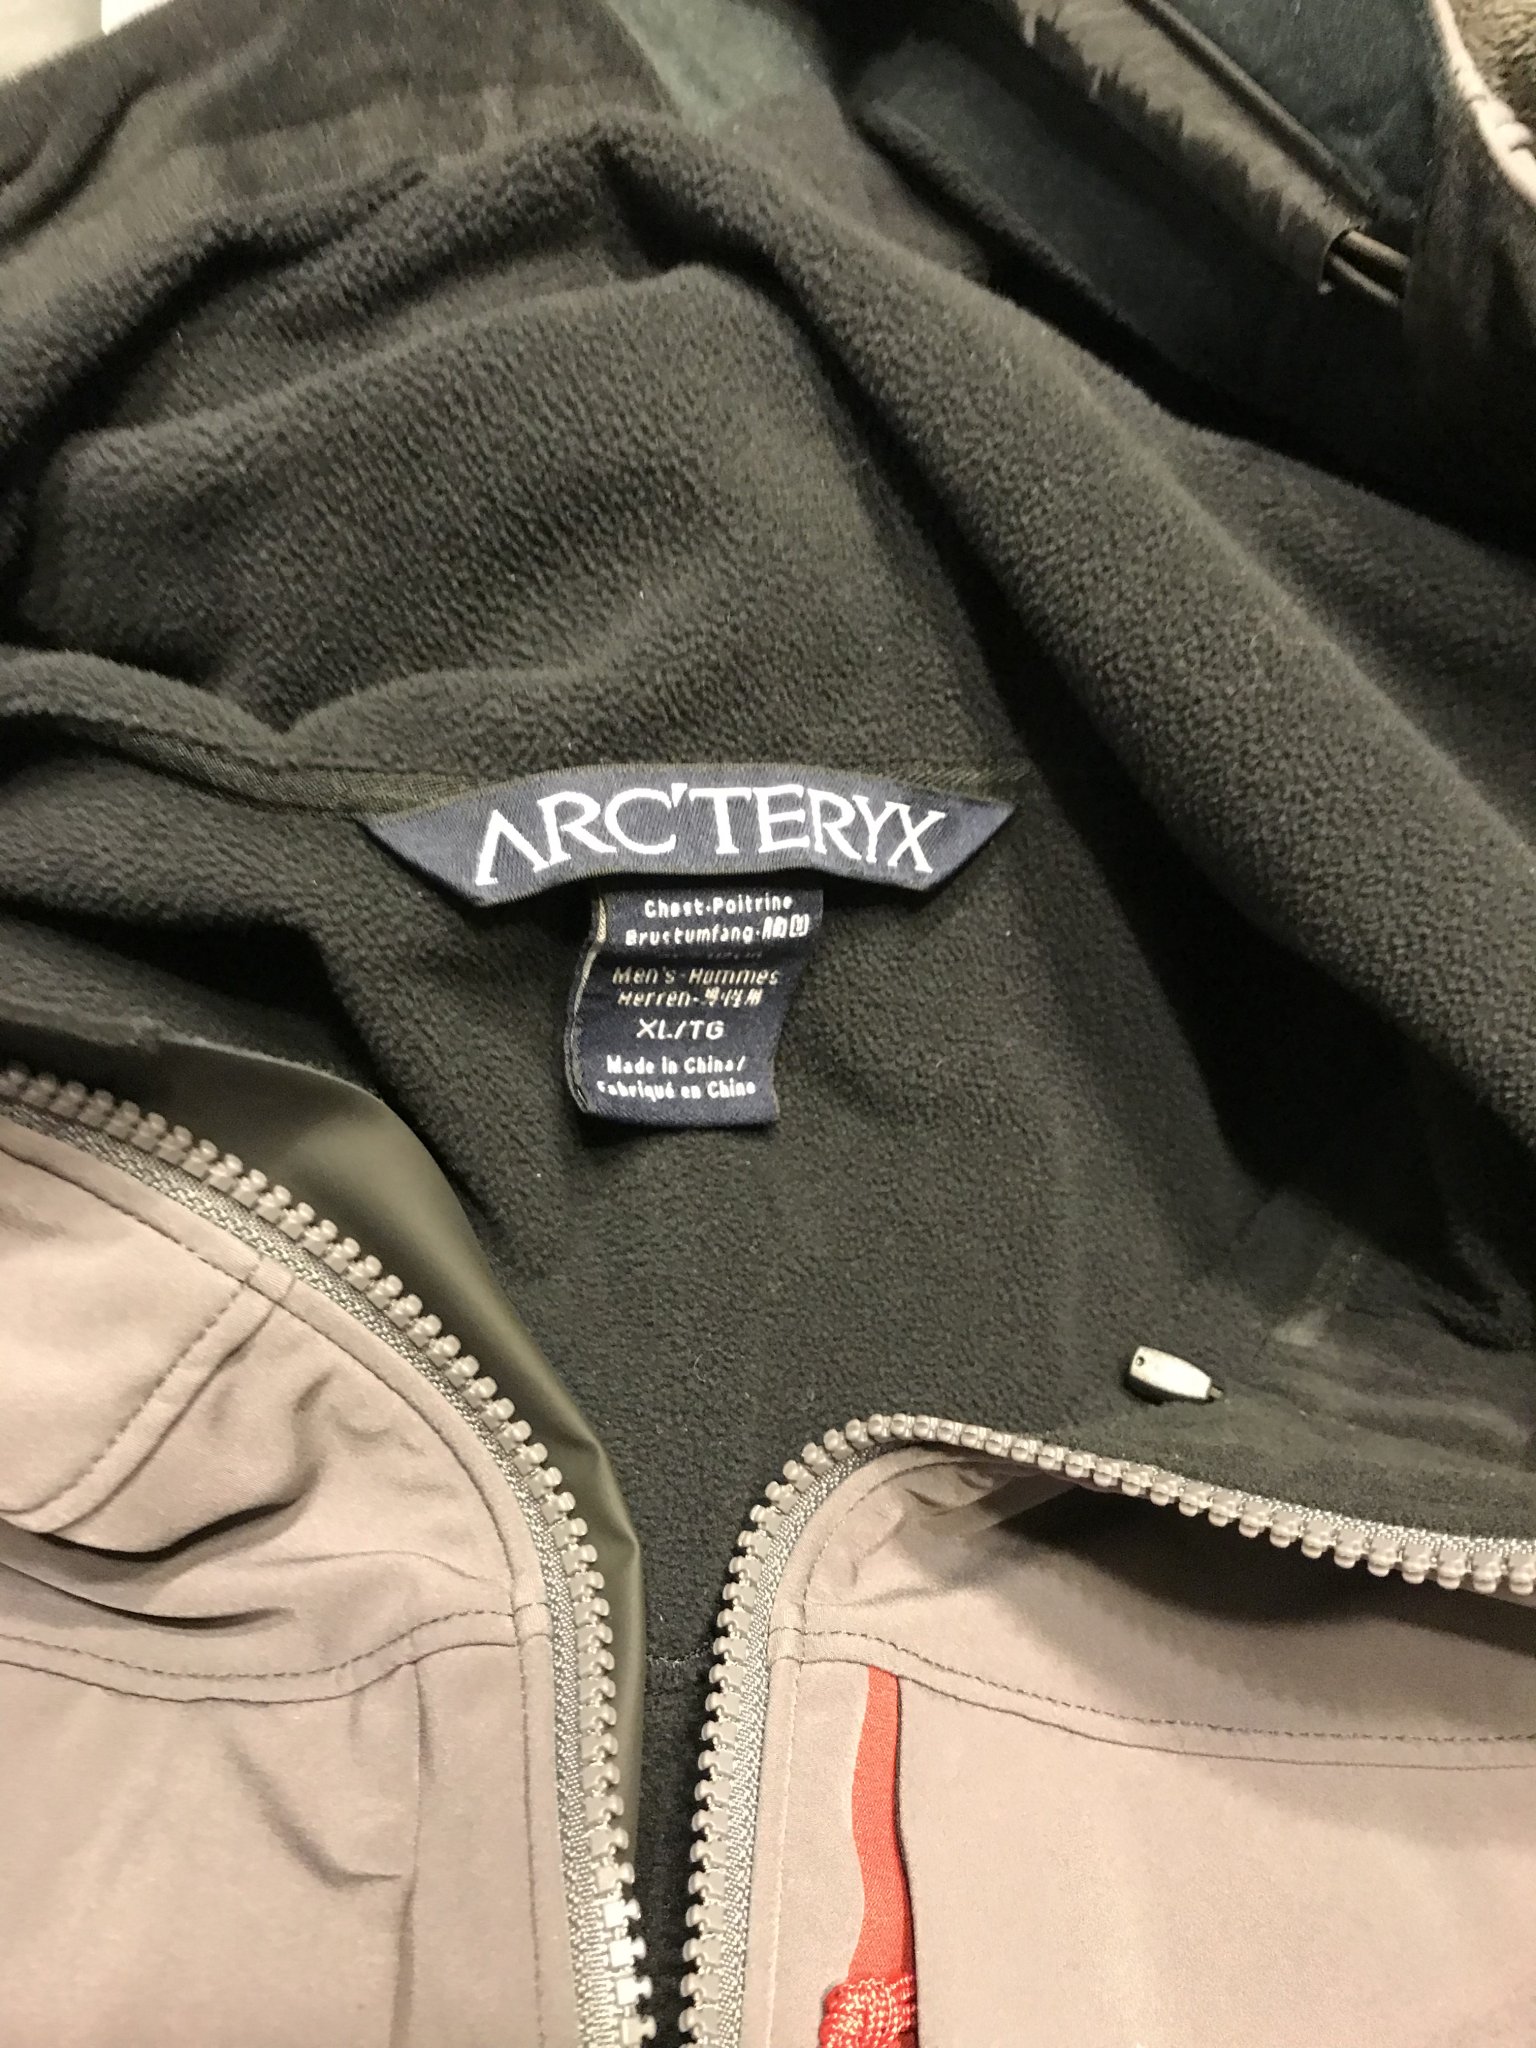 ARC'TERYX
Chest-Poitrine
Brustumfang-
Men's-Hommes
Herren-
XL/TG
Made in China/
Fabriqué en Chine